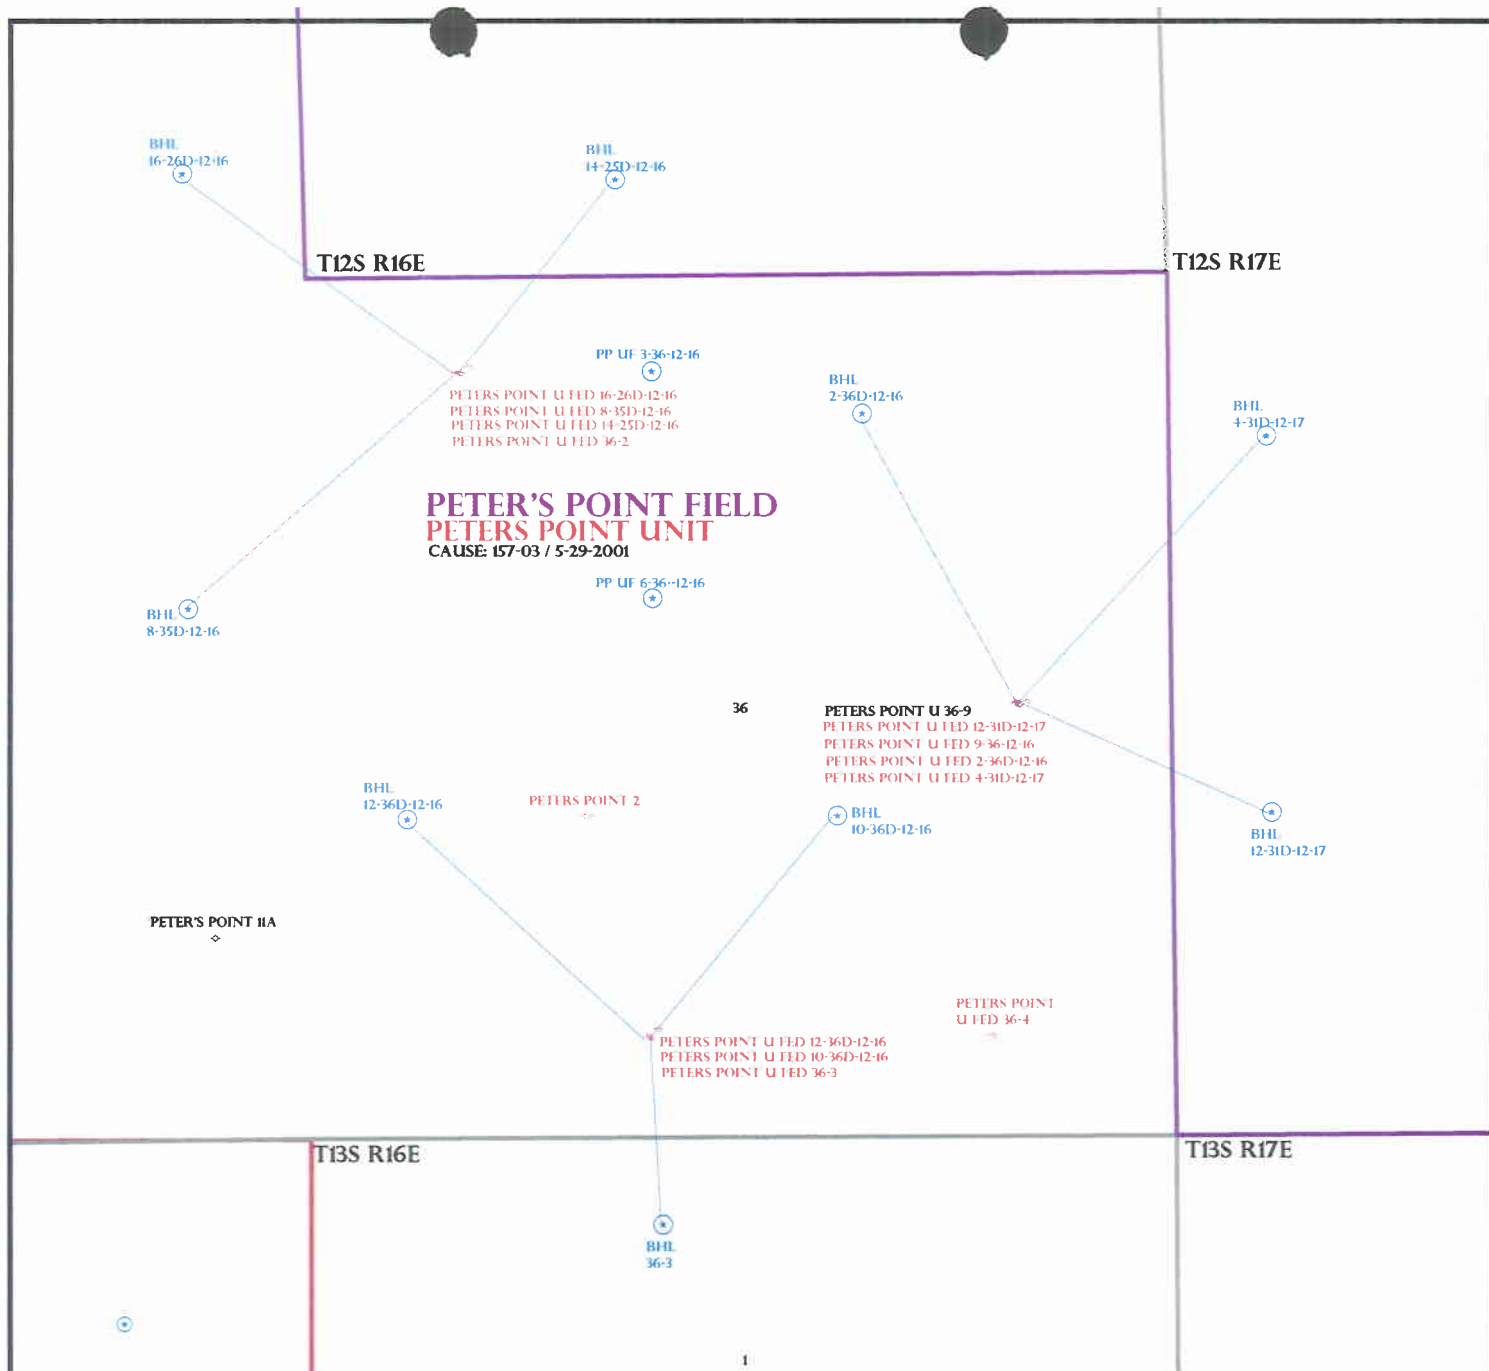 BHL
16-26D-12-16
BHL
14-25D-12-16
T12S R16E
T12S R17E
PP UF 3-36-12-16
BHL
2-36D-12-16
BHL
4-31D-12-17
PETERS POINT U FED 16-26D-12-16
PETERS POINT U FED 8-35D-12-16
PETERS POINT U FED 14-25D-12-16
PETERS POINT U FED 36-2
PETER'S POINT FIELD
PETERS POINT UNIT
CAUSE: 157-03 / 5-29-2001
PP UF 6-36--12-16
BHL
8-35D-12-16
36
PETERS POINT U 36-9
PETERS POINT U FED 12-31D-12-17
PETERS POINT U FED 9-36-12-16
PETERS POINT U FED 2-36D-12-16
PETERS POINT U FED 4-31D-12-17
BHL
12-36D-12-16
PETERS POINT 2
BHL
10-36D-12-16
BHL
12-31D-12-17
PETER'S POINT 11A
PETERS POINT
U FED 36-4
PETERS POINT U FED 12-36D-12-16
PETERS POINT U FED 10-36D-12-16
PETERS POINT U FED 36-3
T13S R16E
T13S R17E
BHL
36-3
1